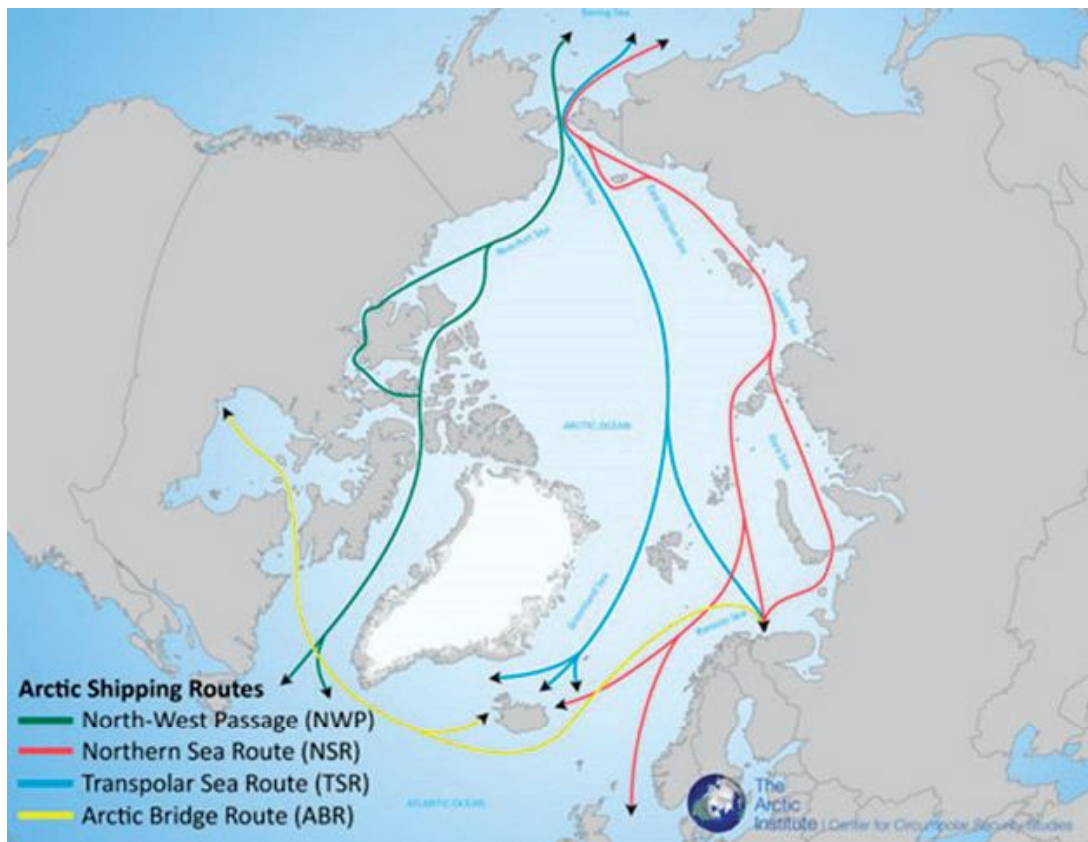 Bering Sea
Chukchi Sea
East Siberian Sea
Beaufort Sea
Laptev Sea
ARCTIC OCEAN
Kara Sea
Greenland Sea
Barents Sea
Arctic Shipping Routes
North-West Passage (NWP)
Northern Sea Route (NSR)
Transpolar Sea Route (TSR)
Arctic Bridge Route (ABR)
ATLANTIC OCEAN
The
Arctic
Institute | Center for Circumpolar Security Studies